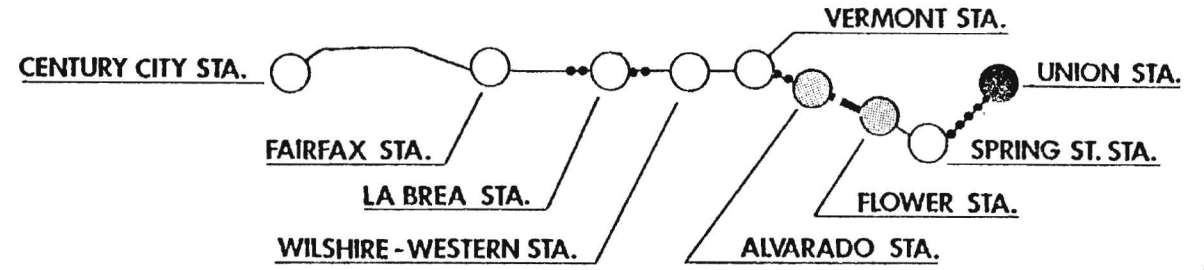 VERMONT STA.
CENTURY CITY STA.
UNION STA.
FAIRFAX STA.
SPRING ST. STA.
LA BREA STA.
FLOWER STA.
WILSHIRE - WESTERN STA.
ALVARADO STA.